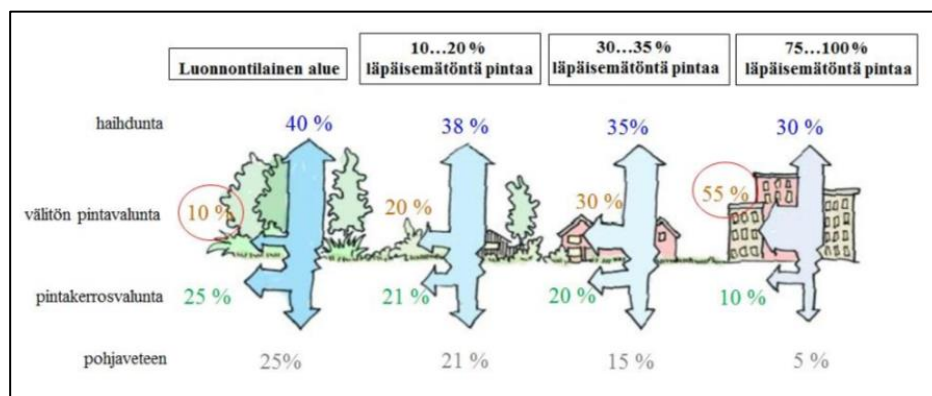 Luonnontilainen alue
10...20 %
läpäisemätöntä pintaa
30...35 %
läpäisemätöntä pintaa
75...100 %
läpäisemätöntä pintaa
haihdunta 40 % 38 % 35% 30 %
välitön pintavalunta 10 % 20 % 30 % 55 %
pintakerrosvalunta 25 % 21 % 20 % 10 %
pohjaveteen 25% 21 % 15 % 5 %